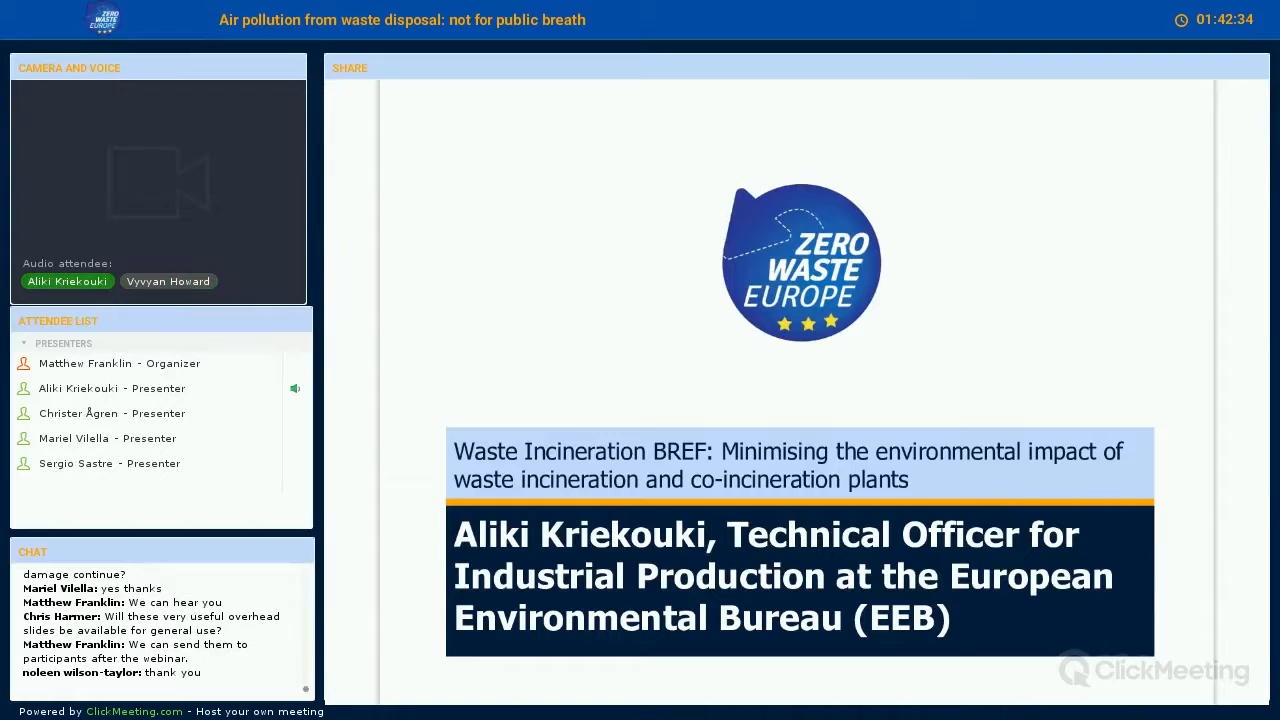 ZERO
WASTE
EUROPE
Air pollution from waste disposal: not for public breath
01:42:34
CAMERA AND VOICE
Audio attendee:
Aliki Kriekouki
Vyvyan Howard
ATTENDEE LIST
PRESENTERS
Matthew Franklin - Organizer
Aliki Kriekouki - Presenter
Christer Ågren - Presenter
Mariel Vilella - Presenter
Sergio Sastre - Presenter
CHAT
damage continue?
Mariel Vilella: yes thanks
Matthew Franklin: We can hear you
Chris Harmer: Will these very useful overhead
slides be available for general use?
Matthew Franklin: We can send them to
participants after the webinar.
noleen wilson-taylor: thank you
Powered by ClickMeeting.com - Host your own meeting
SHARE
ZERO
WASTE
EUROPE
Waste Incineration BREF: Minimising the environmental impact of
waste incineration and co-incineration plants
Aliki Kriekouki, Technical Officer for
Industrial Production at the European
Environmental Bureau (EEB)
ClickMeeting